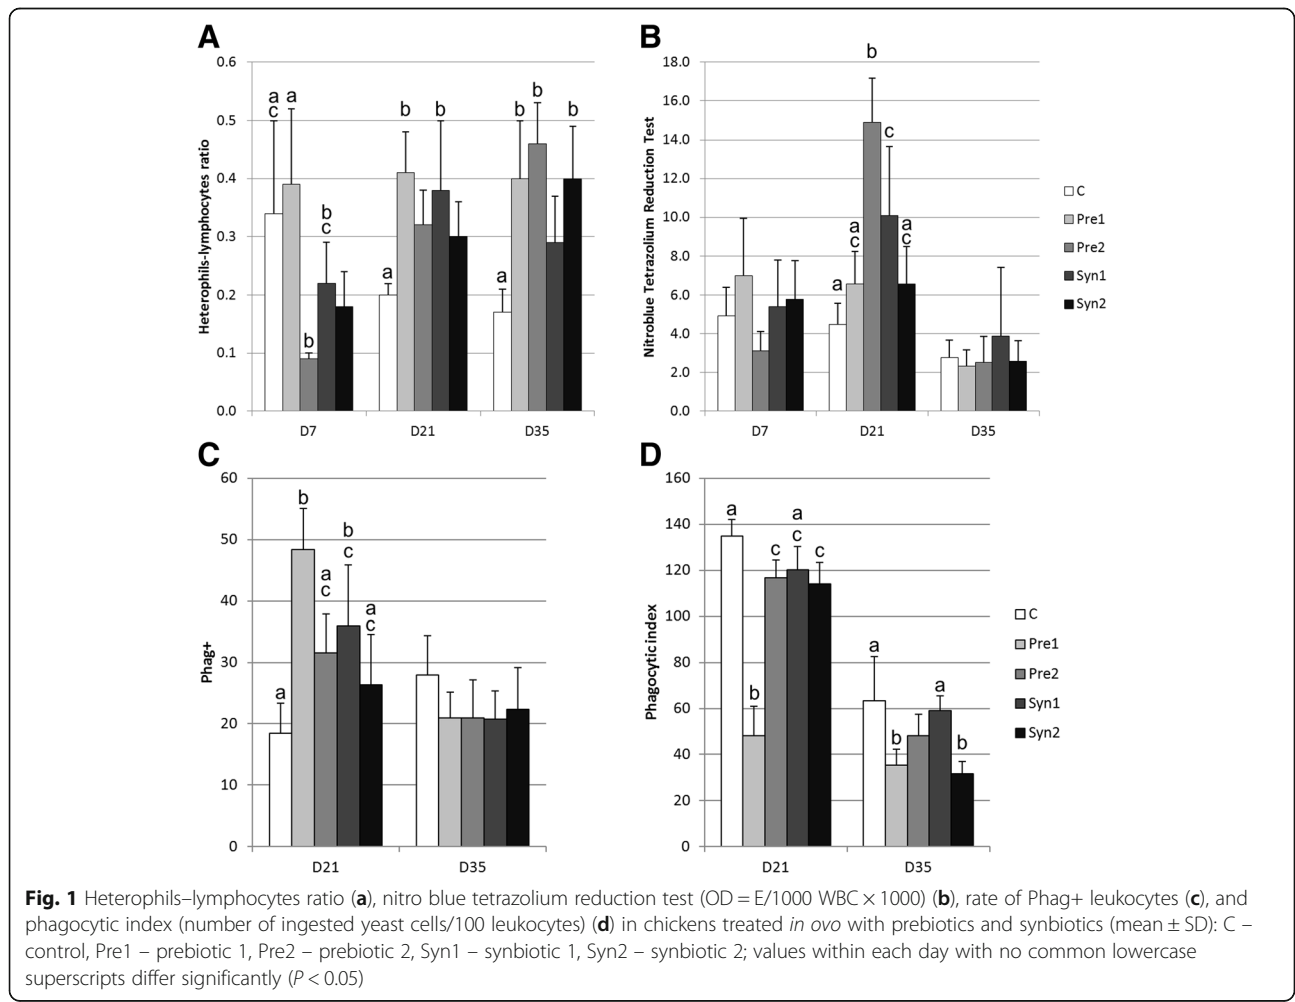 A
Heterophils-lymphocytes ratio
0.6
0.5
0.4
0.3
0.2
0.1
0.0
a
c
a
b
b
c
a
b
b
a
b
b
b
D7
D21
D35
B
Nitroblue Tetrazolium Reduction Test
18.0
16.0
14.0
12.0
10.0
8.0
6.0
4.0
2.0
0.0
a
a
c
b
c
a
c
D7
D21
D35
C
Pre1
Pre2
Syn1
Syn2
C
Phag+
60
50
40
30
20
10
0
a
b
a
c
b
c
a
c
D21
D35
D
Phagocytic index
160
140
120
100
80
60
40
20
0
a
b
c
a
c
c
a
b
a
b
D21
D35
C
Pre1
Pre2
Syn1
Syn2
Fig. 1 Heterophils–lymphocytes ratio (a), nitro blue tetrazolium reduction test (OD = E/1000 WBC × 1000) (b), rate of Phag+ leukocytes (c), and
phagocytic index (number of ingested yeast cells/100 leukocytes) (d) in chickens treated in ovo with prebiotics and synbiotics (mean ± SD): C –
control, Pre1 – prebiotic 1, Pre2 – prebiotic 2, Syn1 – synbiotic 1, Syn2 – synbiotic 2; values within each day with no common lowercase
superscripts differ significantly (P < 0.05)